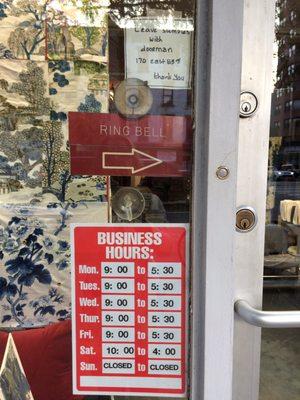 Leave
with
doorman
170 east
thank you
RING BELL
BUSINESS
HOURS:
Mon. 9:00 to 5:30
Tues. 9:00 to 5:30
Wed. 9:00 to 5:30
Thur. 9:00 to 5:30
Fri. 9:00 to 5:30
Sat. 10:00 to 4:00
Sun. CLOSED to CLOSED